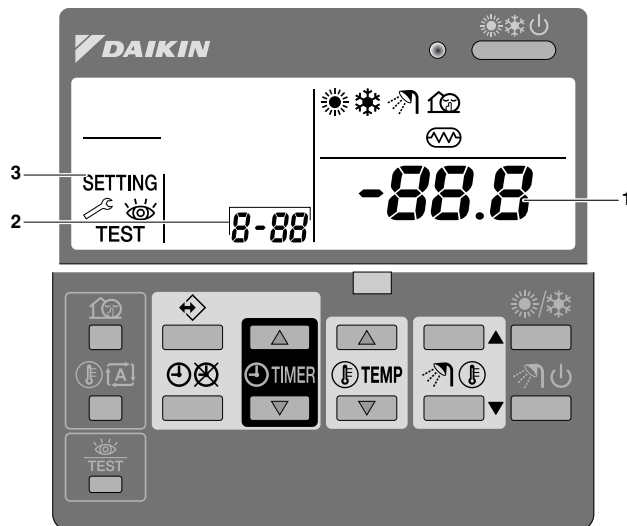 DAIKIN
3
SETTING
-88.8
1
2
8-88
TEST
TIMER
TEMP
A
TEST